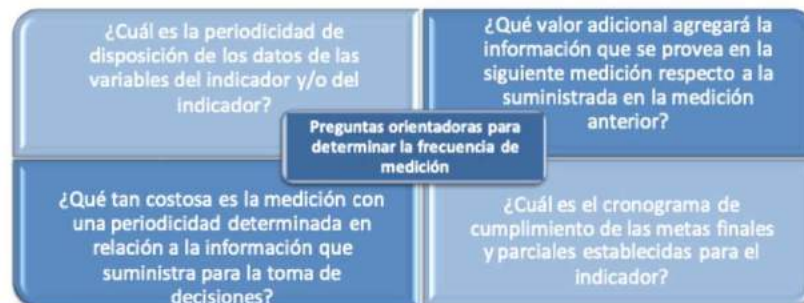 ¿Cuál es la periodicidad de
disposición de los datos de las
variables del indicador y/o del
indicador?
¿Qué valor adicional agregará la
información que se provea en la
siguiente medición respecto a la
suministrada en la medición
anterior?
Preguntas orientadoras para
determinar la frecuencia de
medición
¿Qué tan costosa es la medición con
una periodicidad determinada en
relación a la información que
suministra para la toma de
decisiones?
¿Cuál es el cronograma de
cumplimiento de las metas finales
y parciales establecidas para el
indicador?